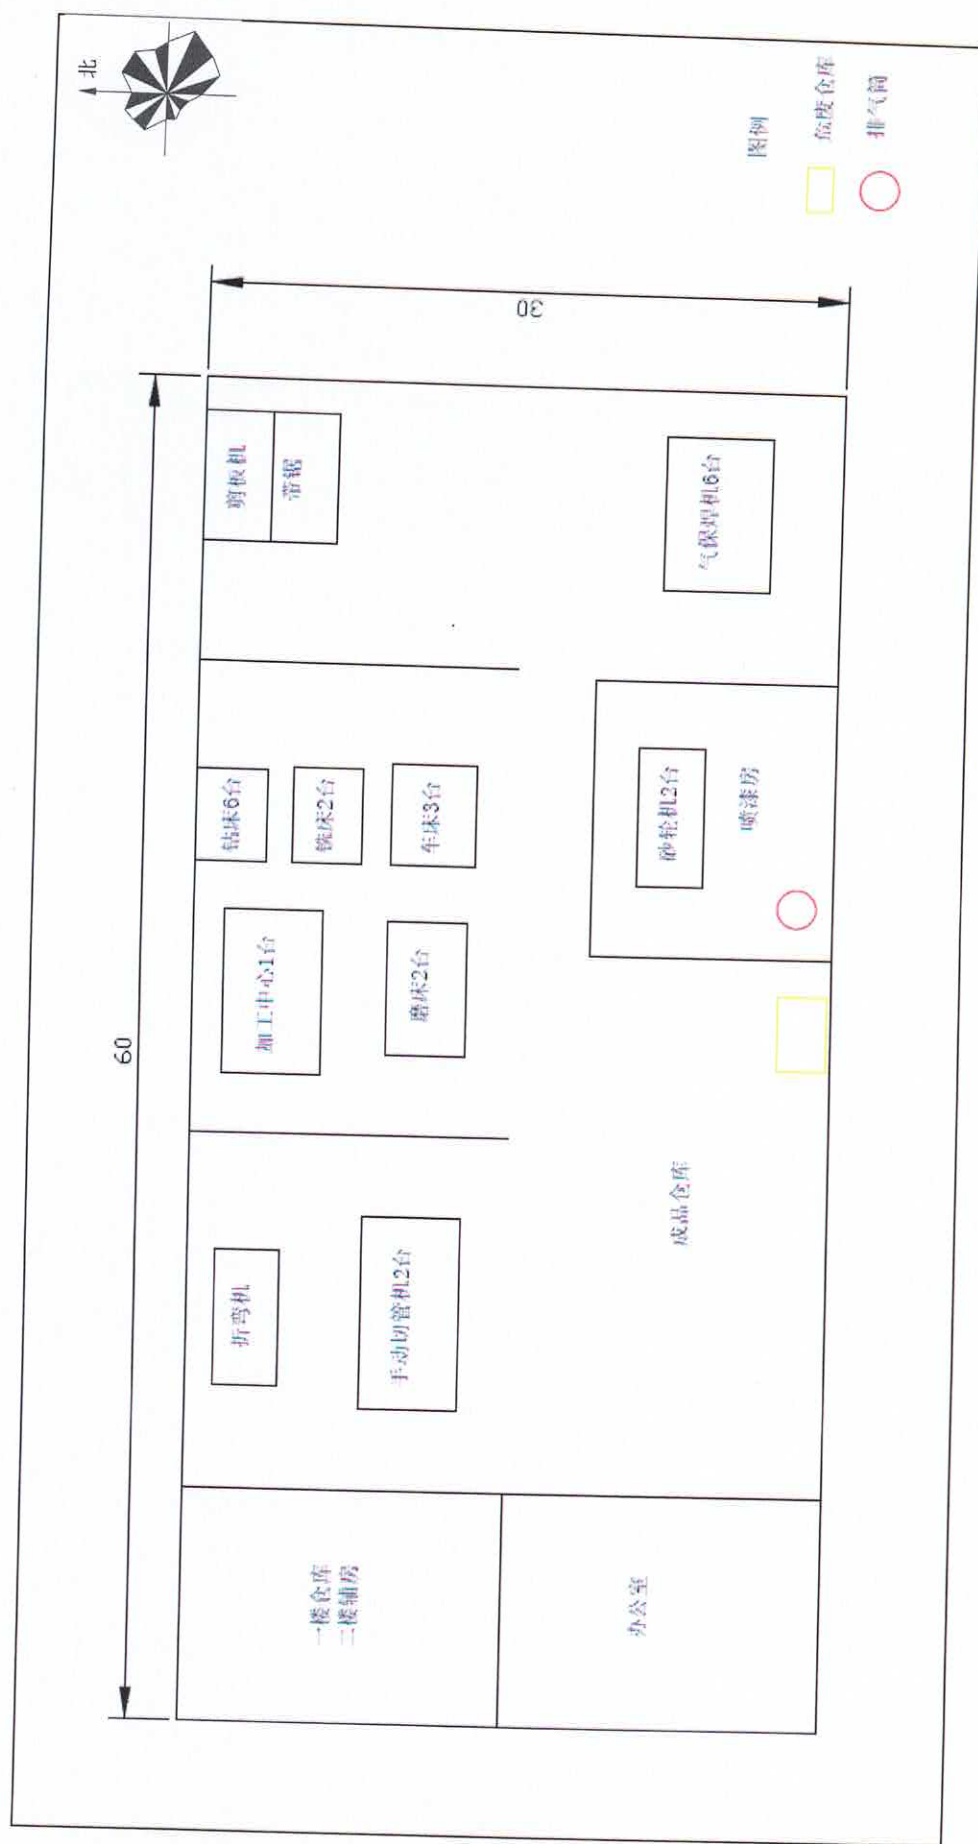 北
60
折弯机
加工中心1台
钻床6台
剪板机
带锯
一楼仓库
二楼辅房
手动切管机2台
磨床2台
铣床2台
车床3台
30
办公室
成品仓库
砂轮机2台
喷漆房
气保焊机6台
图例
危废仓库
排气筒